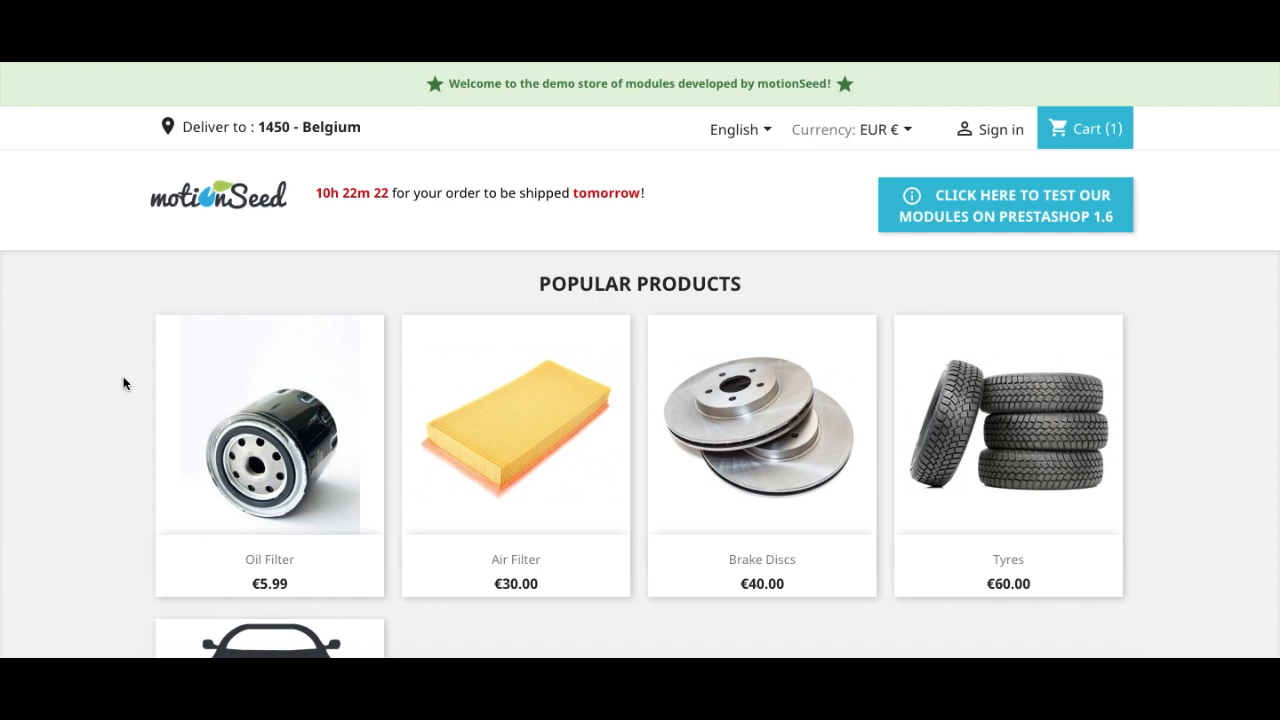 Welcome to the demo store of modules developed by motionSeed!
Deliver to : 1450 - Belgium
English
Currency: EUR €
Sign in
Cart (1)
motionSeed
10h 22m 22 for your order to be shipped tomorrow!
CLICK HERE TO TEST OUR
MODULES ON PRESTASHOP 1.6
POPULAR PRODUCTS
Oil Filter
€5.99
Air Filter
€30.00
Brake Discs
€40.00
Tyres
€60.00